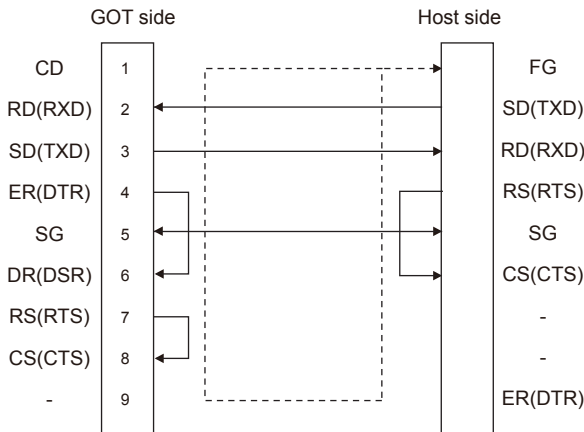 GOT side Host side
CD 1 FG
RD(RXD) 2 SD(TXD)
SD(TXD) 3 RD(RXD)
ER(DTR) 4 RS(RTS)
SG 5 SG
DR(DSR) 6 CS(CTS)
RS(RTS) 7 -
CS(CTS) 8 -
- 9 ER(DTR)